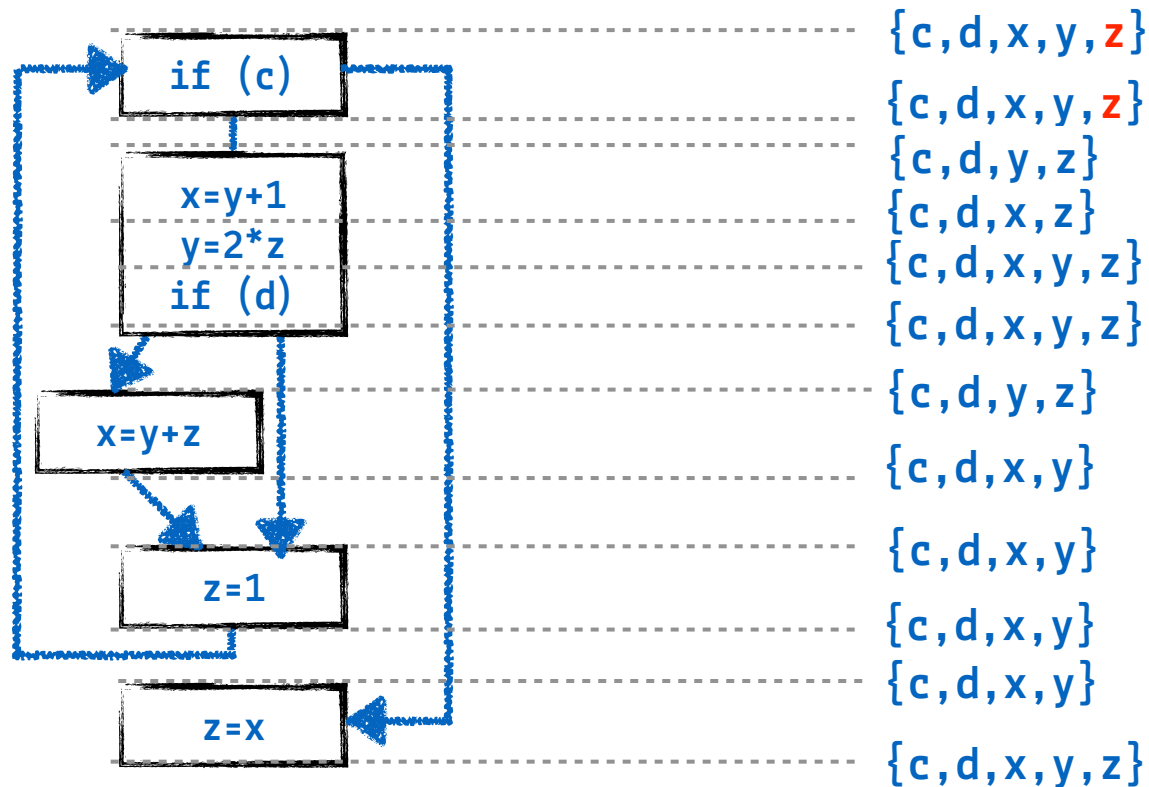 {c,d,x,y,z}
if (c)
{c,d,x,y,z}
{c,d,y,z}
x=y+1
{c,d,x,z}
y=2*z
{c,d,x,y,z}
if (d)
{c,d,x,y,z}
{c,d,y,z}
x=y+z
{c,d,x,y}
{c,d,x,y}
z=1
{c,d,x,y}
{c,d,x,y}
z=x
{c,d,x,y,z}